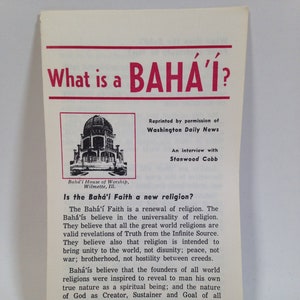 What is a BAHÁ'Í?
Reprinted by permission of
Washington Daily News
An interview with
Stanwood Cobb
Bahá'í House of Worship,
Wilmette, Ill.
Is the Bahá'í Faith a new religion?
The Bahá'í Faith is a renewal of religion. The
Bahá'ís believe in the universality of religion.
They believe that all the great world religions are
valid revelations of Truth from the Infinite Source.
They believe also that religion is intended to
bring unity to the world, not disunity; peace, not
war; brotherhood, not hostility between creeds.
Bahá'ís believe that the founders of all world
religions were inspired to reveal to man his own
true nature as a spiritual being; and the nature
of God as Creator, Sustainer and Goal of all